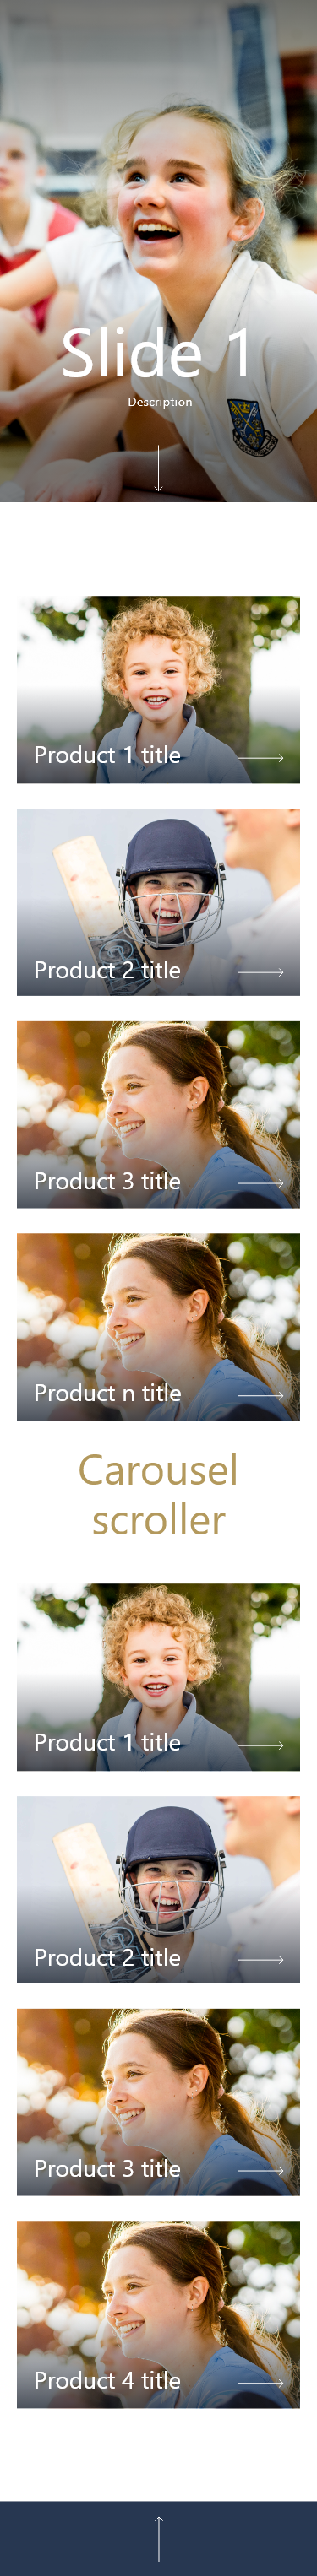 Slide 1
Description
Product 1 title
Product 2 title
Product 3 title
Product n title
Carousel
scroller
Product 1 title
Product 2 title
Product 3 title
Product 4 title